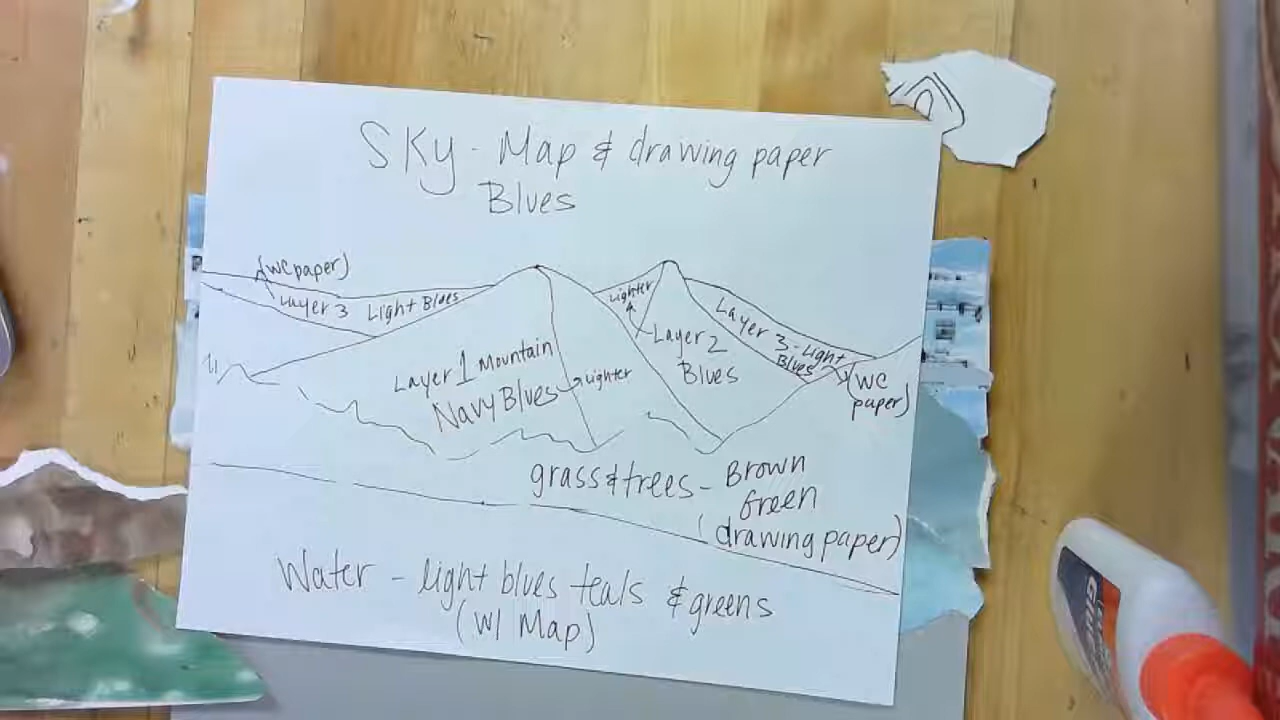 SKy - Map & drawing paper
Blues
(WC paper)
Layer 3 Light Blues
Lighter
Layer 3 - Light
Blues
(WC
paper)
Layer 1 Mountain
Navy Blues
Lighter
Layer 2
Blues
grass & trees - Brown
Green
(drawing paper)
Water - light blues teals & greens
(w/ Map)